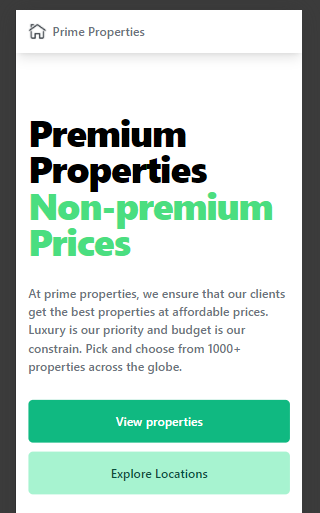 Prime Properties
Premium
Properties
Non-premium
Prices
At prime properties, we ensure that our clients
get the best properties at affordable prices.
Luxury is our priority and budget is our
constrain. Pick and choose from 1000+
properties across the globe.
View properties
Explore Locations